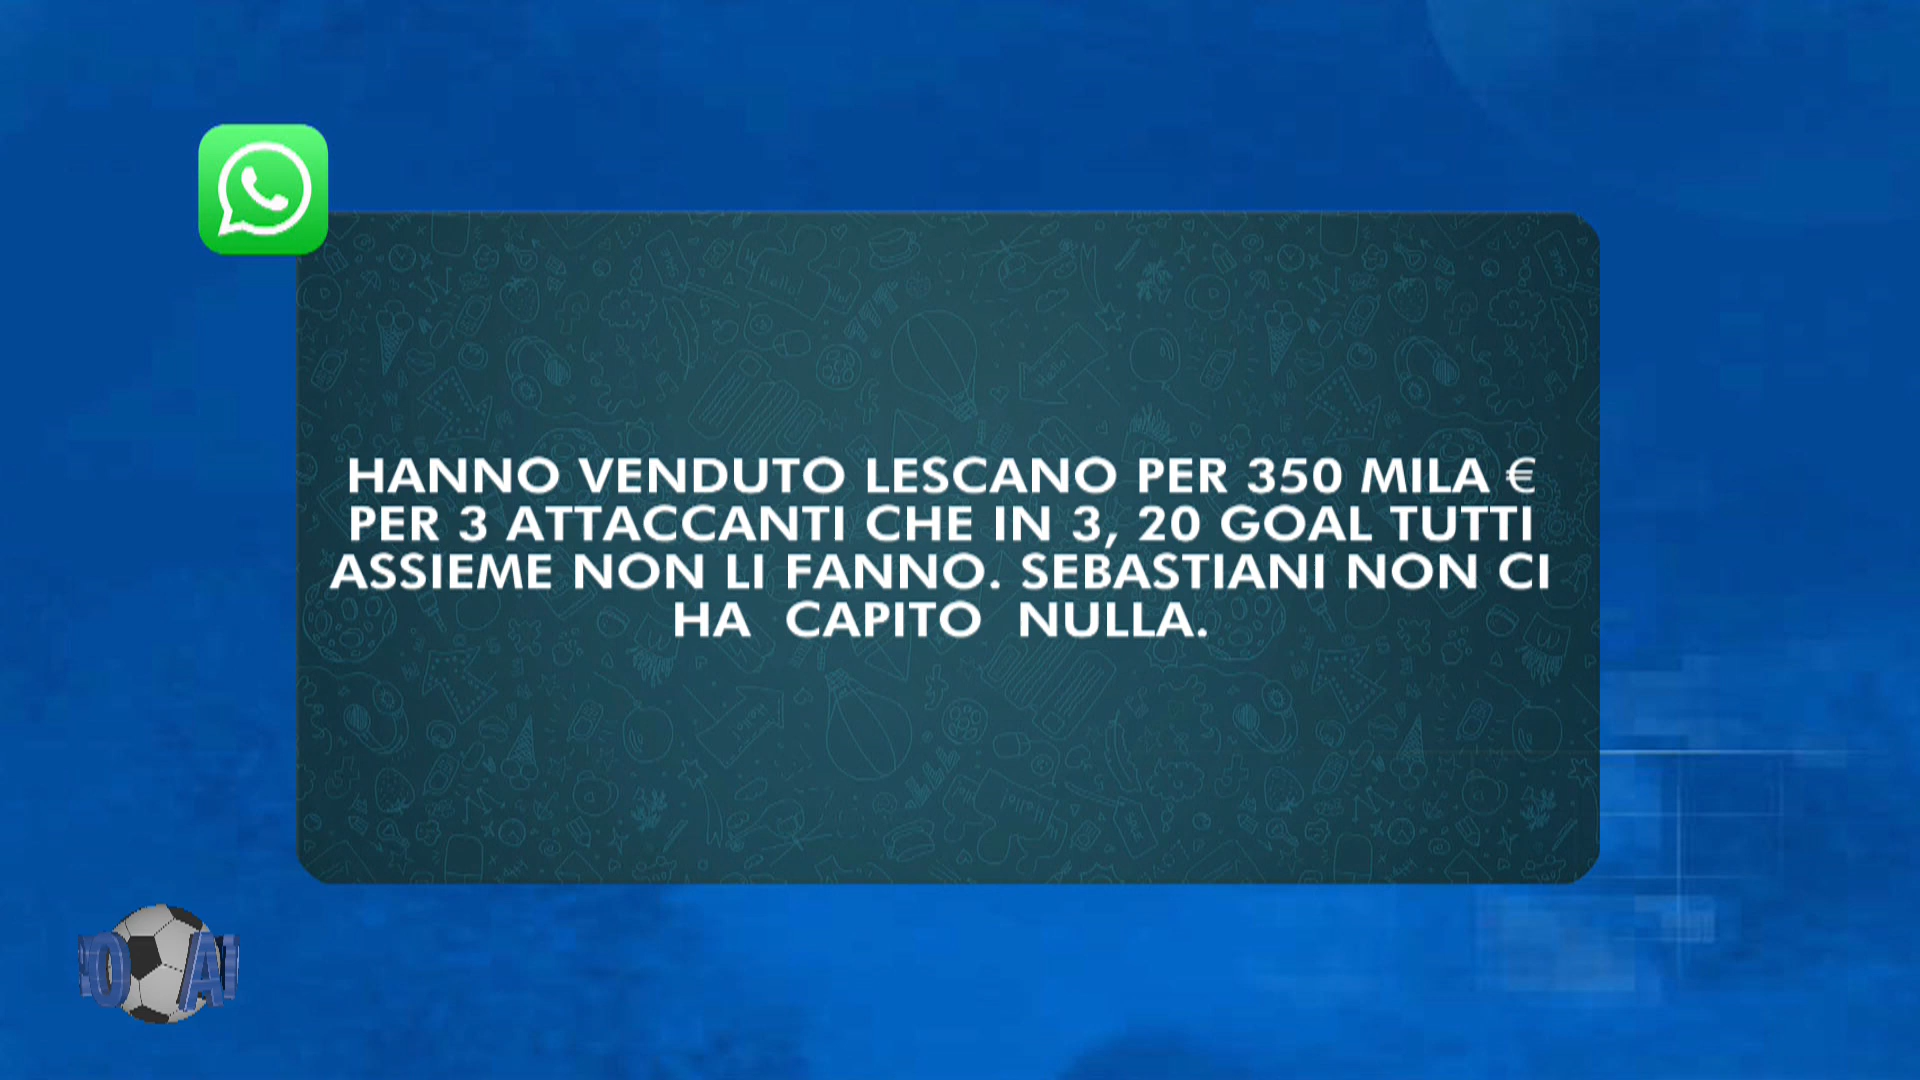 HANNO VENDUTO LESCANO PER 350 MILA €
PER 3 ATTACCANTI CHE IN 3, 20 GOAL TUTTI
ASSIEME NON LI FANNO. SEBASTIANI NON CI
HA CAPITO NULLA.